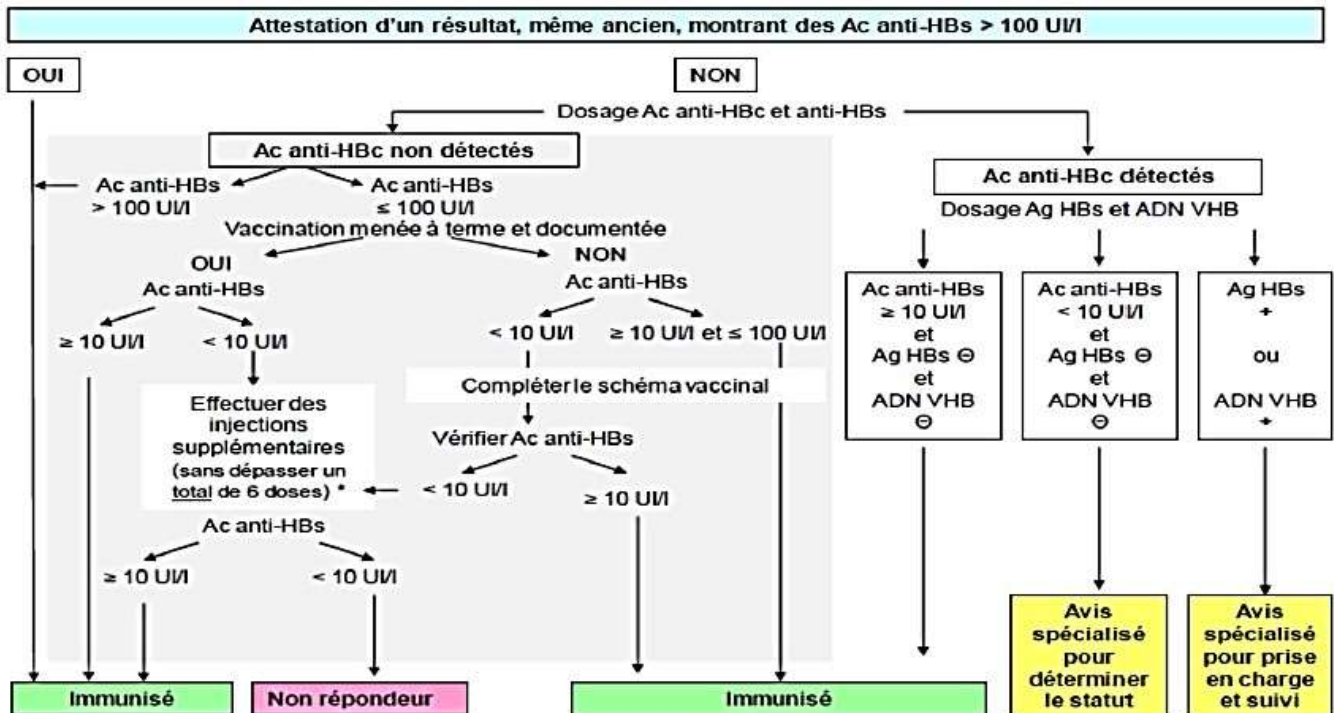 Attestation d'un résultat, même ancien, montrant des Ac anti-HBs > 100 UI/l
OUI
NON
Dosage Ac anti-HBc et anti-HBs
Ac anti-HBc non détectés
Ac anti-HBs
> 100 UI/l
Ac anti-HBs
≤ 100 UI/l
Vaccination menée à terme et documentée
OUI
Ac anti-HBs
≥ 10 UI/l
< 10 UI/l
Effectuer des
injections
supplémentaires
(sans dépasser un
total de 6 doses) *
Ac anti-HBs
≥ 10 UI/l
< 10 UI/l
NON
Ac anti-HBs
< 10 UI/l
≥ 10 UI/l et ≤ 100 UI/l
Compléter le schéma vaccinal
Vérifier Ac anti-HBs
< 10 UI/l
≥ 10 UI/l
Ac anti-HBc détectés
Dosage Ag HBs et ADN VHB
Ac anti-HBs
≥ 10 UI/l
et
Ag HBs ⊖
et
ADN VHB
⊖
Ac anti-HBs
< 10 UI/l
et
Ag HBs ⊖
et
ADN VHB
⊖
Ag HBs
+
ou
ADN VHB
+
Immunisé
Non répondeur
Immunisé
Avis
spécialisé
pour
déterminer
le statut
Avis
spécialisé
pour prise
en charge
et suivi